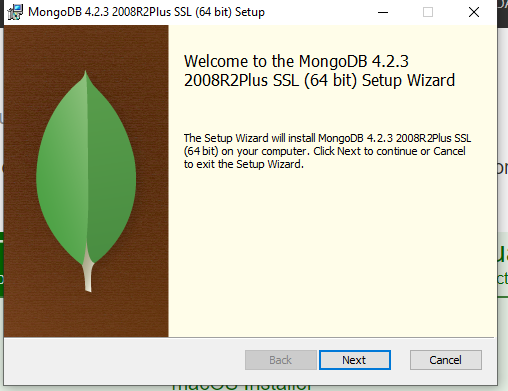 MongoDB 4.2.3 2008R2Plus SSL (64 bit) Setup
Welcome to the MongoDB 4.2.3
2008R2Plus SSL (64 bit) Setup Wizard
The Setup Wizard will install MongoDB 4.2.3 2008R2Plus SSL
(64 bit) on your computer. Click Next to continue or Cancel
to exit the Setup Wizard.
Back Next Cancel
macOS Installer